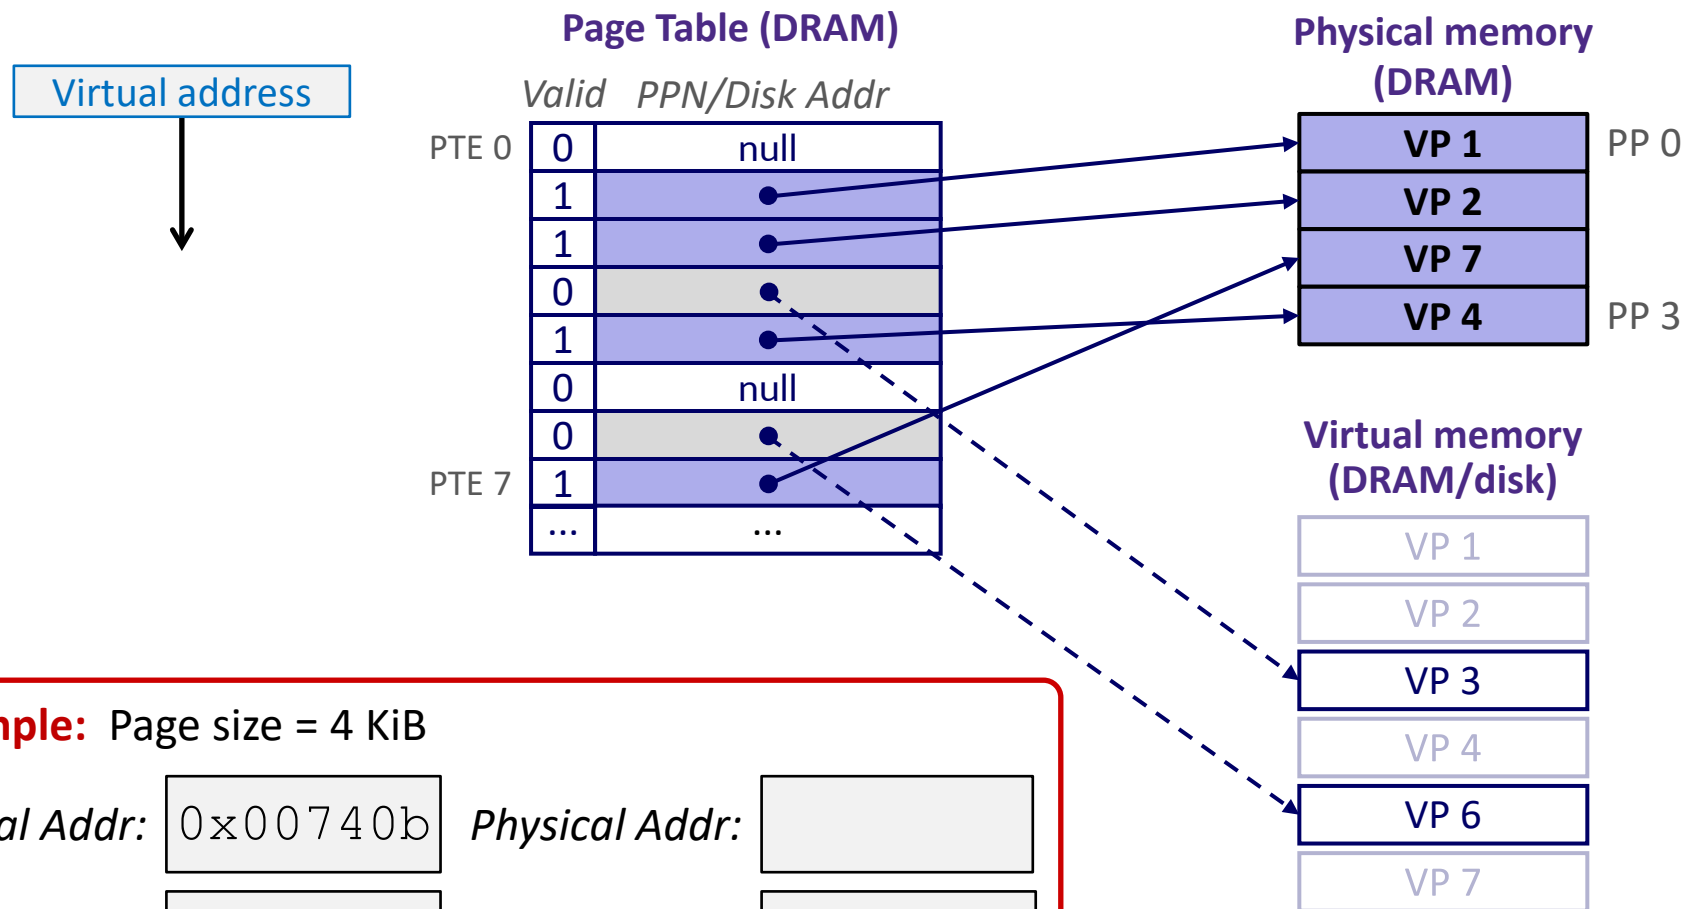 Page Table (DRAM)
Physical memory
(DRAM)
Virtual address
Valid PPN/Disk Addr
PTE 0 0 null
1
1
0
1
0 null
0
PTE 7 1
... ...
VP 1 PP 0
VP 2
VP 7
VP 4 PP 3
Virtual memory
(DRAM/disk)
VP 1
VP 2
VP 3
VP 4
VP 6
VP 7
mple: Page size = 4 KiB
al Addr: 0x00740b Physical Addr: